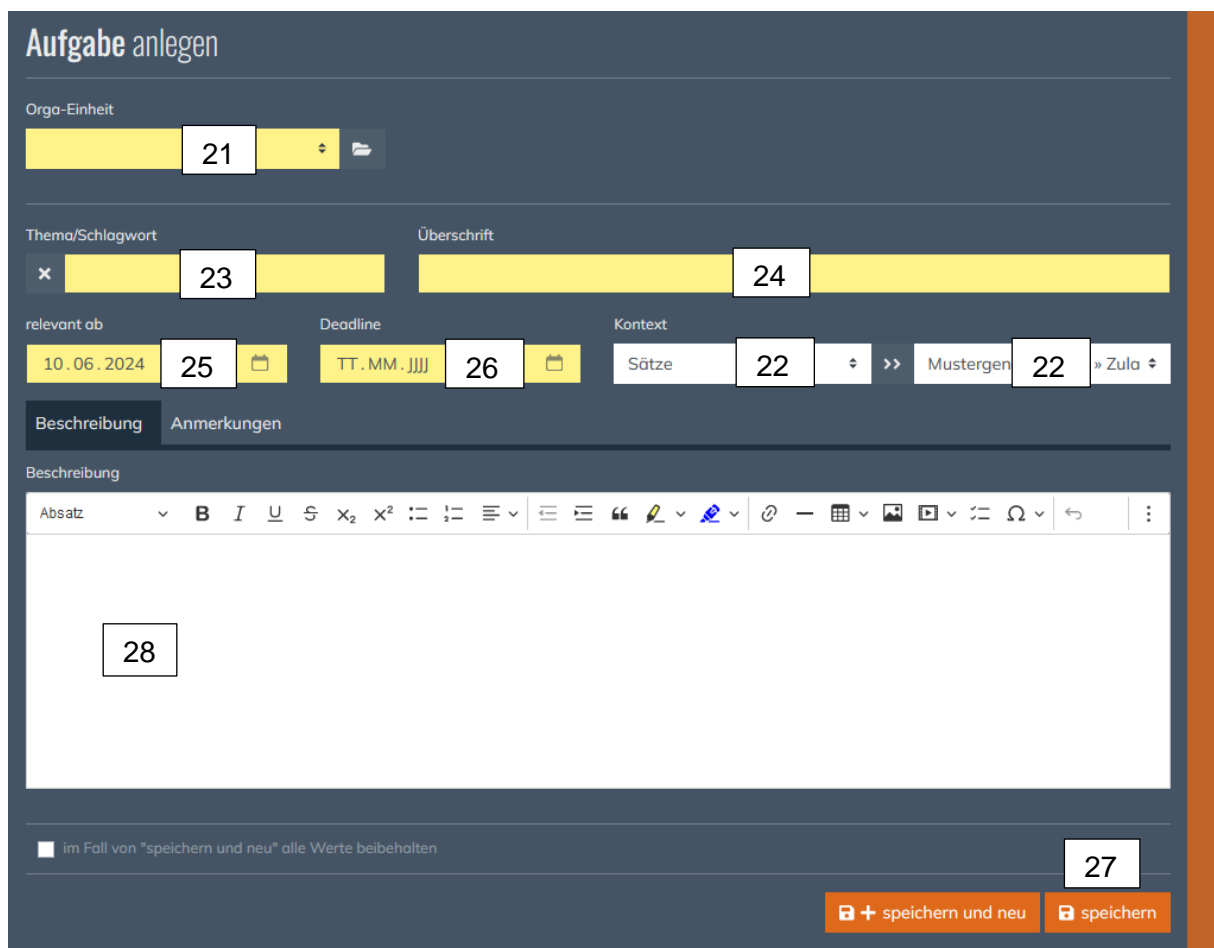 Aufgabe anlegen
Orga-Einheit
21
Thema/Schlagwort Überschrift
23 24
relevant ab Deadline Kontext
10.06.2024 25 TT.MM.JJJJ 26 Sätze 22 Mustergen 22 » Zula
Beschreibung Anmerkungen
Beschreibung
Absatz B I U S X₂ X² Ω
28
im Fall von "speichern und neu" alle Werte beibehalten
27
speichern und neu speichern